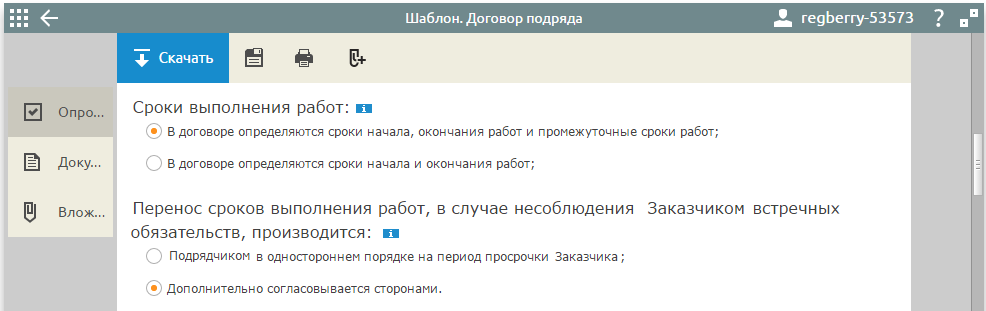 Шаблон. Договор подряда
regberry-53573 ?
Скачать
Опро...
Доку...
Влож...
Сроки выполнения работ: i
В договоре определяются сроки начала, окончания работ и промежуточные сроки работ;
В договоре определяются сроки начала и окончания работ;
Перенос сроков выполнения работ, в случае несоблюдения Заказчиком встречных
обязательств, производится: i
Подрядчиком в одностороннем порядке на период просрочки Заказчика ;
Дополнительно согласовывается сторонами.